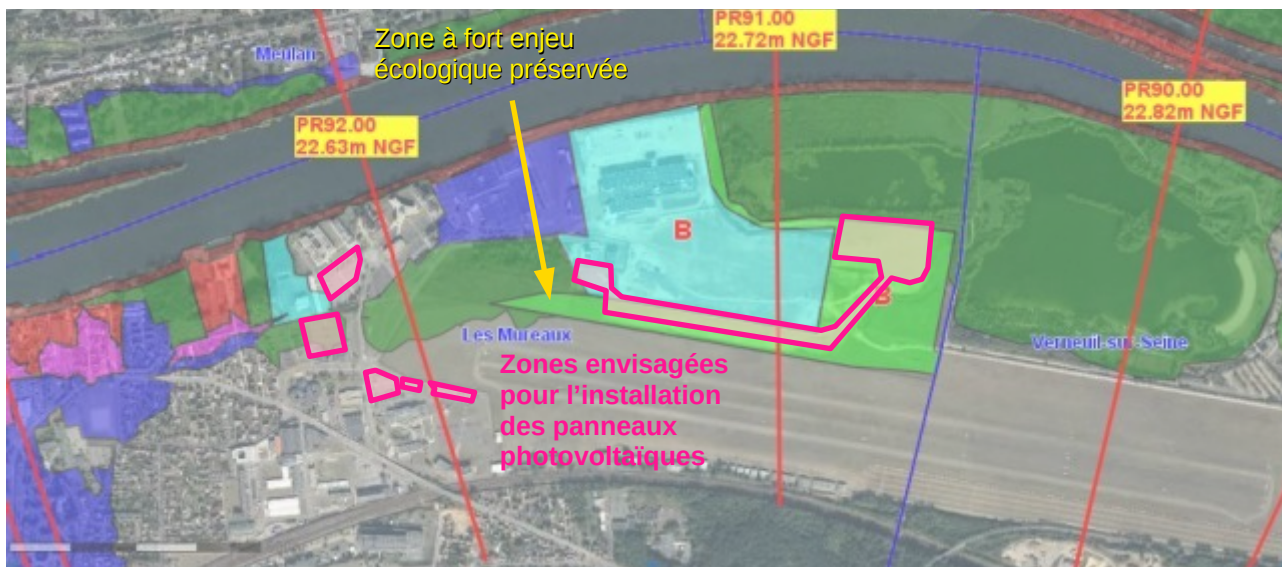 PR91.00
22.72m NGF
Zone à fort enjeu
écologique préservée
Meulan
PR90.00
22.82m NGF
PR92.00
22.63m NGF
B
B
Les Mureaux
Verneuil-sur-Seine
Zones envisagées
pour l’installation
des panneaux
photovoltaïques